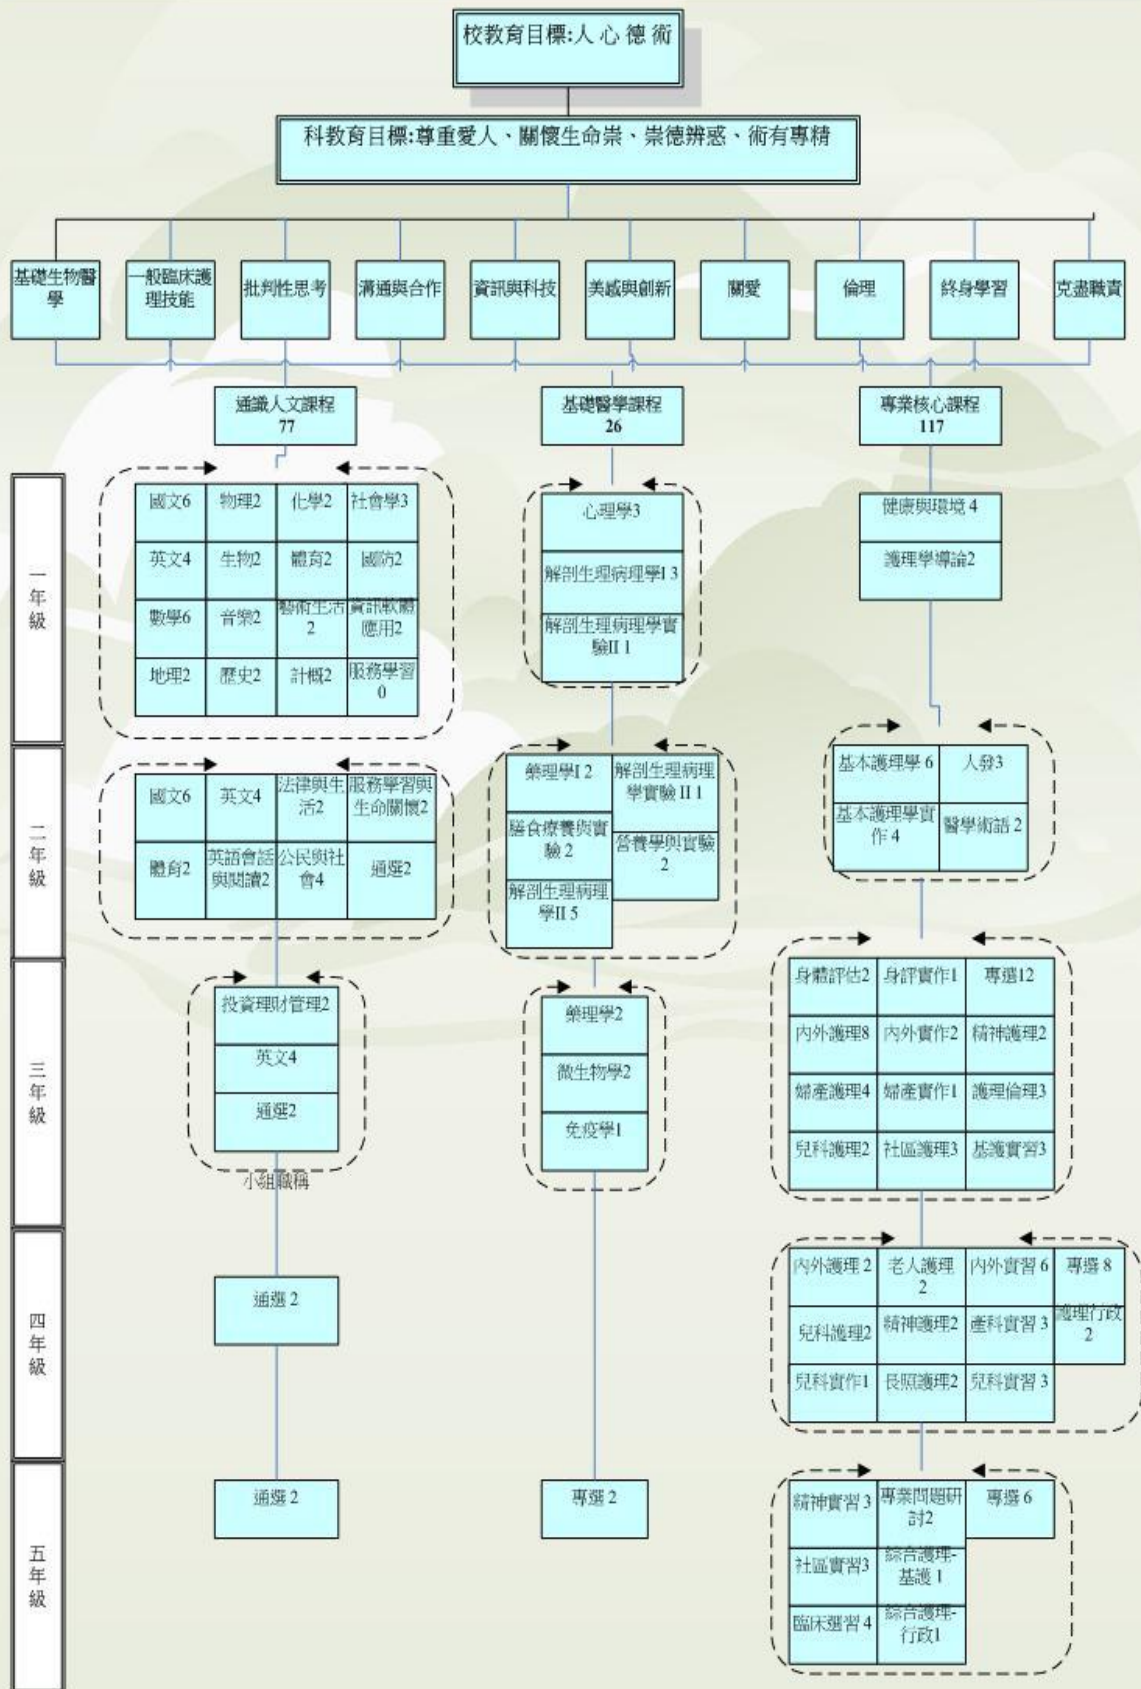 校教育目標:人 心 德 術
科教育目標:尊重愛人、關懷生命崇、崇德辨惑、術有專精
基礎生物醫
學
一般臨床護
理技能
批判性思考
溝通與合作
資訊與科技
美感與創新
關愛
倫理
終身學習
克盡職責
通識人文課程
77
基礎醫學課程
26
專業核心課程
117
一年級
國文6
物理2
化學2
社會學3
英文4
生物2
體育2
國防2
數學6
音樂2
藝術生活
2
資訊軟體
應用2
地理2
歷史2
計概2
服務學習
0
心理學3
解剖生理病理學I 3
解剖生理病理學實
驗II 1
健康與環境 4
護理學導論2
二年級
國文6
英文4
法律與生
活2
服務學習與
生命關懷2
體育2
英語會話
與閱讀2
公民與社
會4
通選2
藥理學I 2
解剖生理病理
學實驗 II 1
膳食療養與實
驗 2
營養學與實驗
2
解剖生理病理
學II 5
基本護理學 6
人發3
基本護理學實
作 4
醫學術語 2
三年級
投資理財管理2
英文4
通選2
小組職稱
藥理學2
微生物學2
免疫學1
身體評估2
身評實作1
專選12
內外護理8
內外實作2
精神護理2
婦產護理4
婦產實作1
護理倫理3
兒科護理2
社區護理3
基護實習3
四年級
通選 2
內外護理 2
老人護理
2
內外實習 6
專選 8
兒科護理2
精神護理2
產科實習 3
護理行政
2
兒科實作1
長照護理2
兒科實習 3
五年級
通選 2
專選 2
精神實習 3
專業問題研
討2
專選 6
社區實習3
綜合護理-
基護 1
臨床選習 4
綜合護理-
行政1